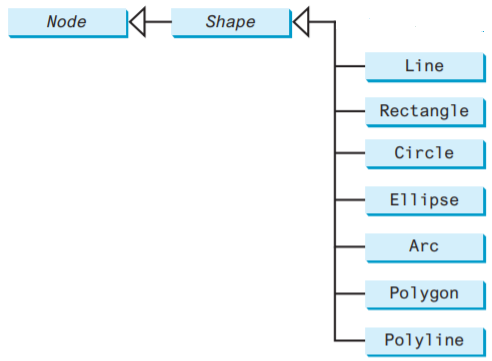 Node
Shape
Line
Rectangle
Circle
Ellipse
Arc
Polygon
Polyline